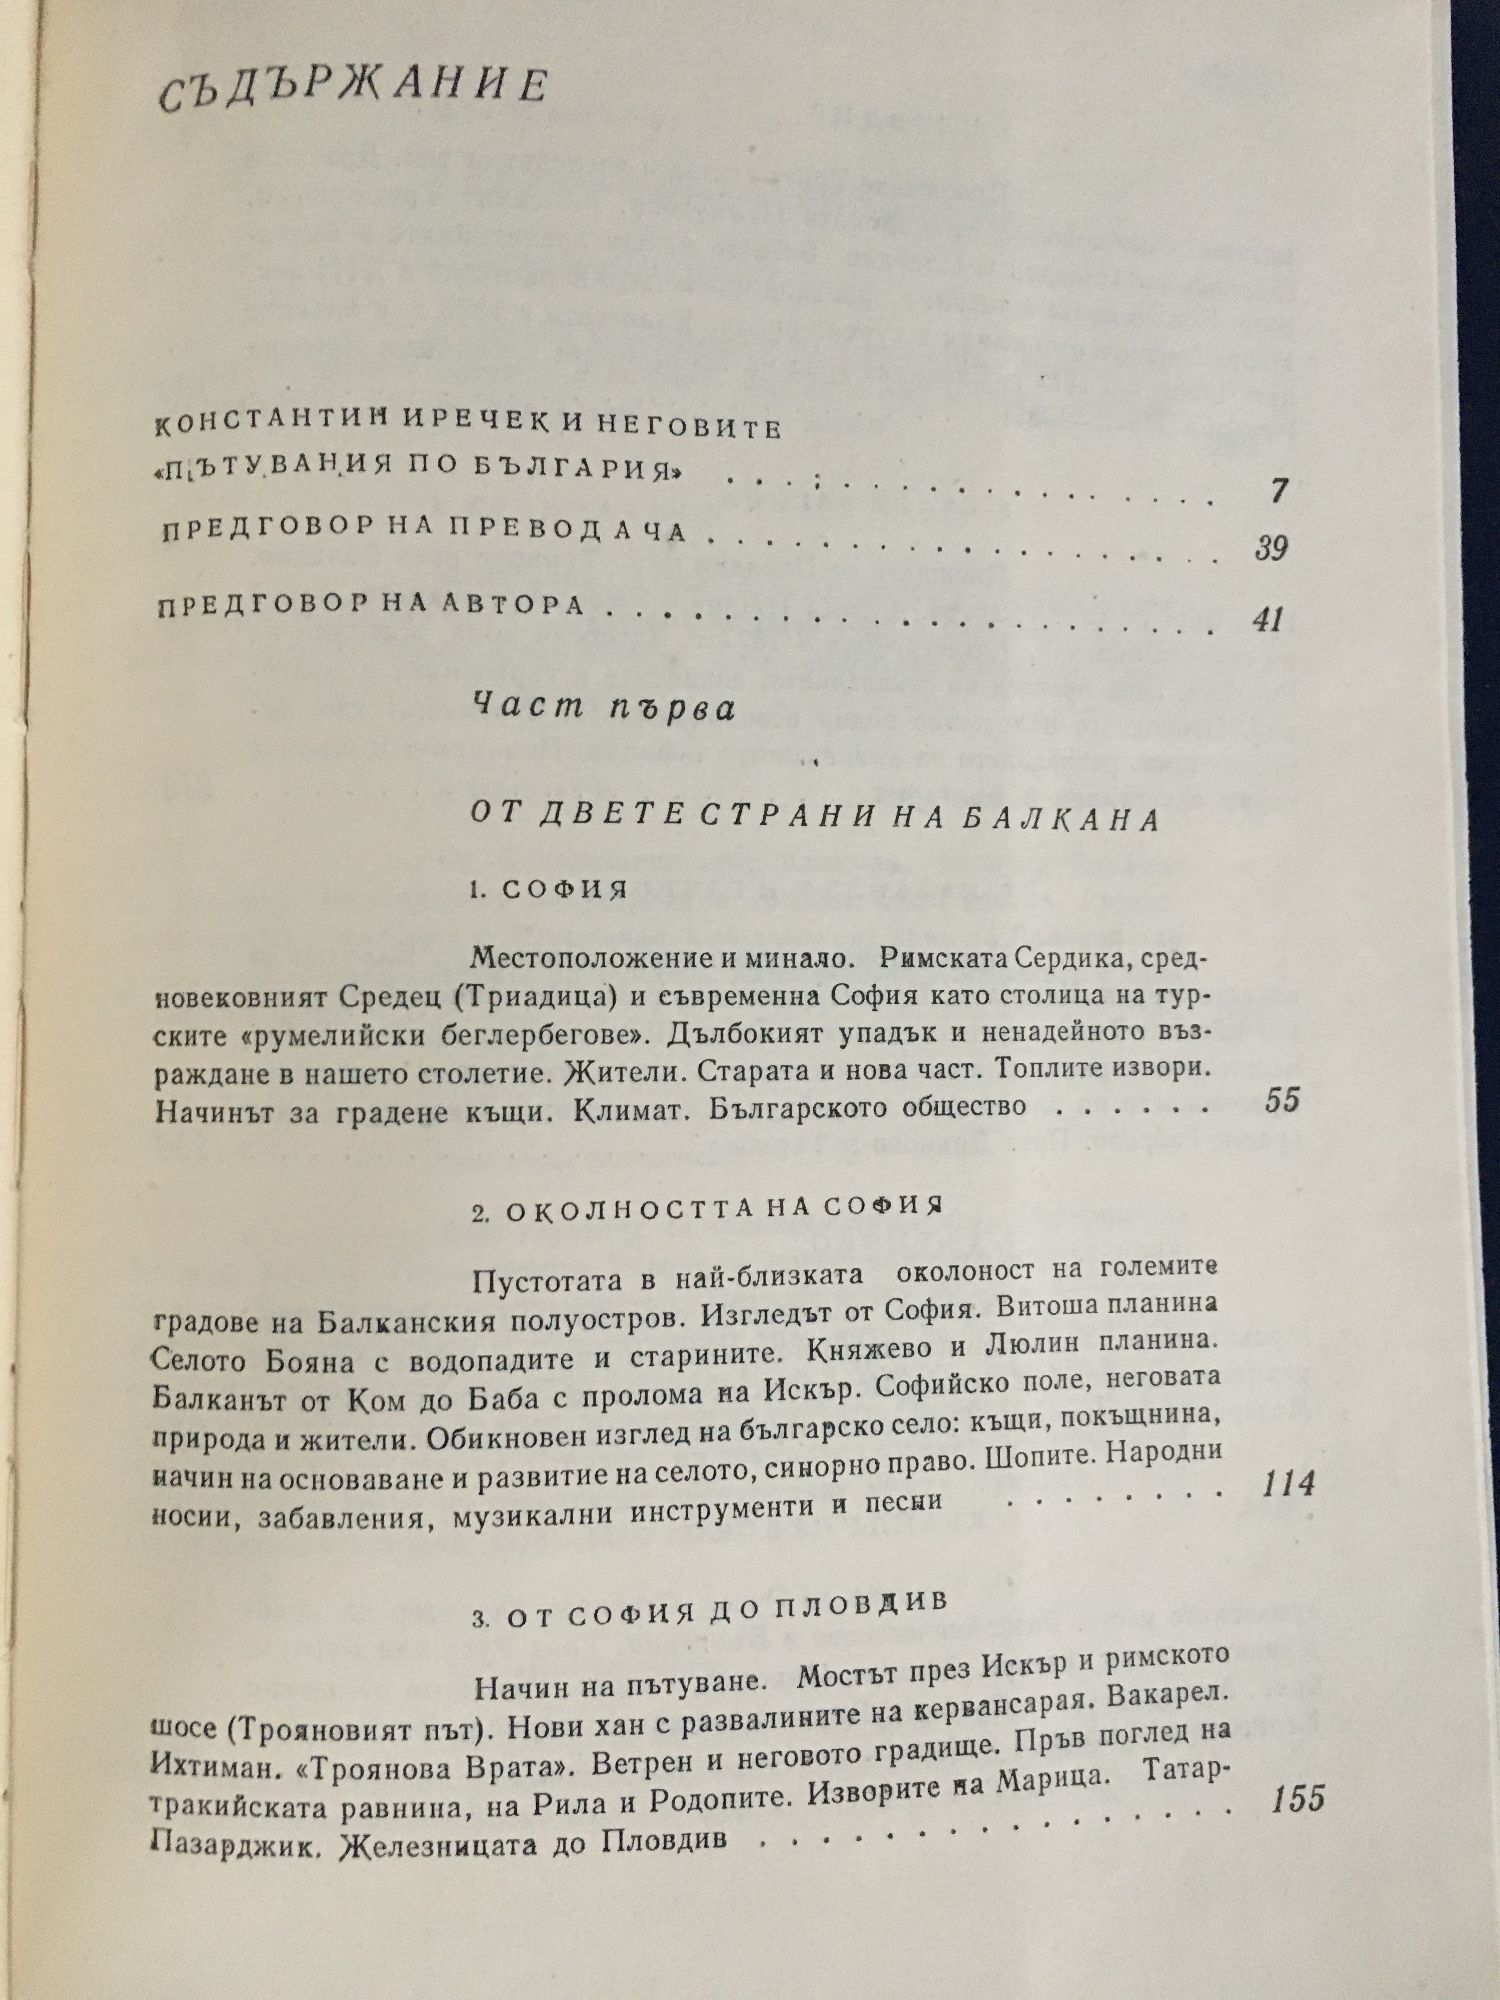 СЪДЪРЖАНИЕ
КОНСТАНТИН ИРЕЧЕК И НЕГОВИТЕ
«ПЪТУВАНИЯ ПО БЪЛГАРИЯ» . . . . . . . . . . . . . . . . . 7
ПРЕДГОВОР НА ПРЕВОДАЧА . . . . . . . . . . . . . . . . . . 39
ПРЕДГОВОР НА АВТОРА . . . . . . . . . . . . . . . . . . . . . 41
Част първа
ОТ ДВЕТЕ СТРАНИ НА БАЛКАНА
1. СОФИЯ
Местоположение и минало. Римската Сердика, сред-
новековният Средец (Триадица) и съвременна София като столица на тур-
ските «румелийски беглербегове». Дълбокият упадък и ненадейното въз-
раждане в нашето столетие. Жители. Старата и нова част. Топлите извори.
Начинът за градене къщи. Климат. Българското общество . . . . . . 55
2. ОКОЛНОСТТА НА СОФИЯ
Пустотата в най-близката околоност на големите
градове на Балканския полуостров. Изгледът от София. Витоша планина
Селото Бояна с водопадите и старините. Княжево и Люлин планина.
Балканът от Ком до Баба с пролома на Искър. Софийско поле, неговата
природа и жители. Обикновен изглед на българско село: къщи, покъщнина,
начин на основаване и развитие на селото, синорно право. Шопите. Народни
носии, забавления, музикални инструменти и песни . . . . . . . . 114
3. ОТ СОФИЯ ДО ПЛОВДИВ
Начин на пътуване. Мостът през Искър и римското
шосе (Трояновият път). Нови хан с развалините на кервансарая. Вакарел.
Ихтиман. «Троянова Врата». Ветрен и неговото градище. Пръв поглед на
тракийската равнина, на Рила и Родопите. Изворите на Марица. Татар-
Пазарджик. Железницата до Пловдив . . . . . . . . . . . . . . . 155